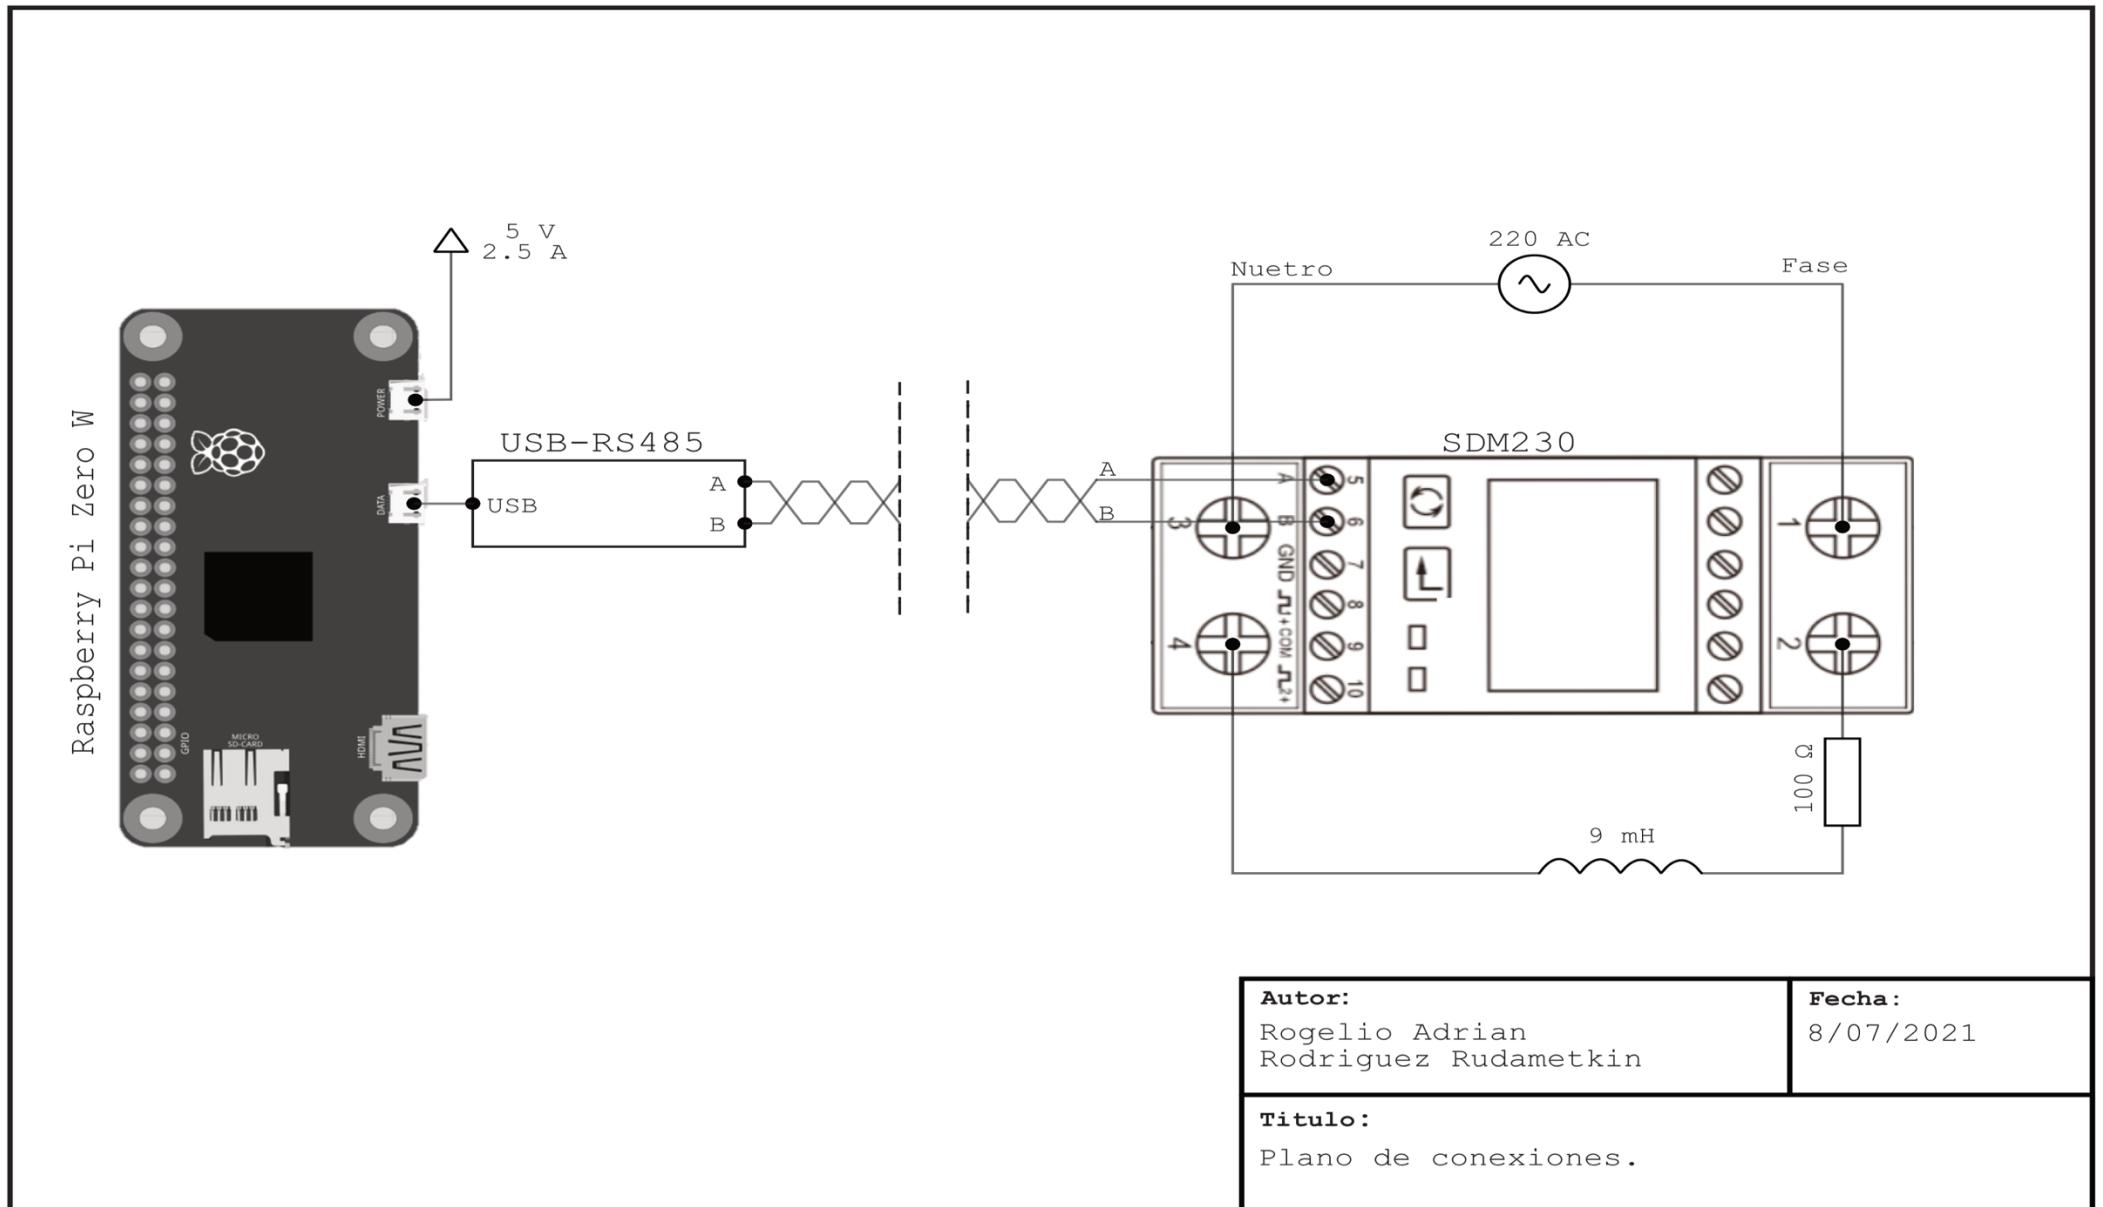 5 V
2.5 A
220 AC
Nuetro
Fase
Raspberry Pi Zero W
POWER
DATA
HDMI
GPIO
MICRO
SD-CARD
USB-RS485
USB
A
B
A
B
SDM230
3
4
A
B
GND
1+
COM
2+
5
6
7
8
9
10
1
2
100 Ω
9 mH
Autor:
Rogelio Adrian
Rodriguez Rudametkin
Fecha:
8/07/2021
Titulo:
Plano de conexiones.